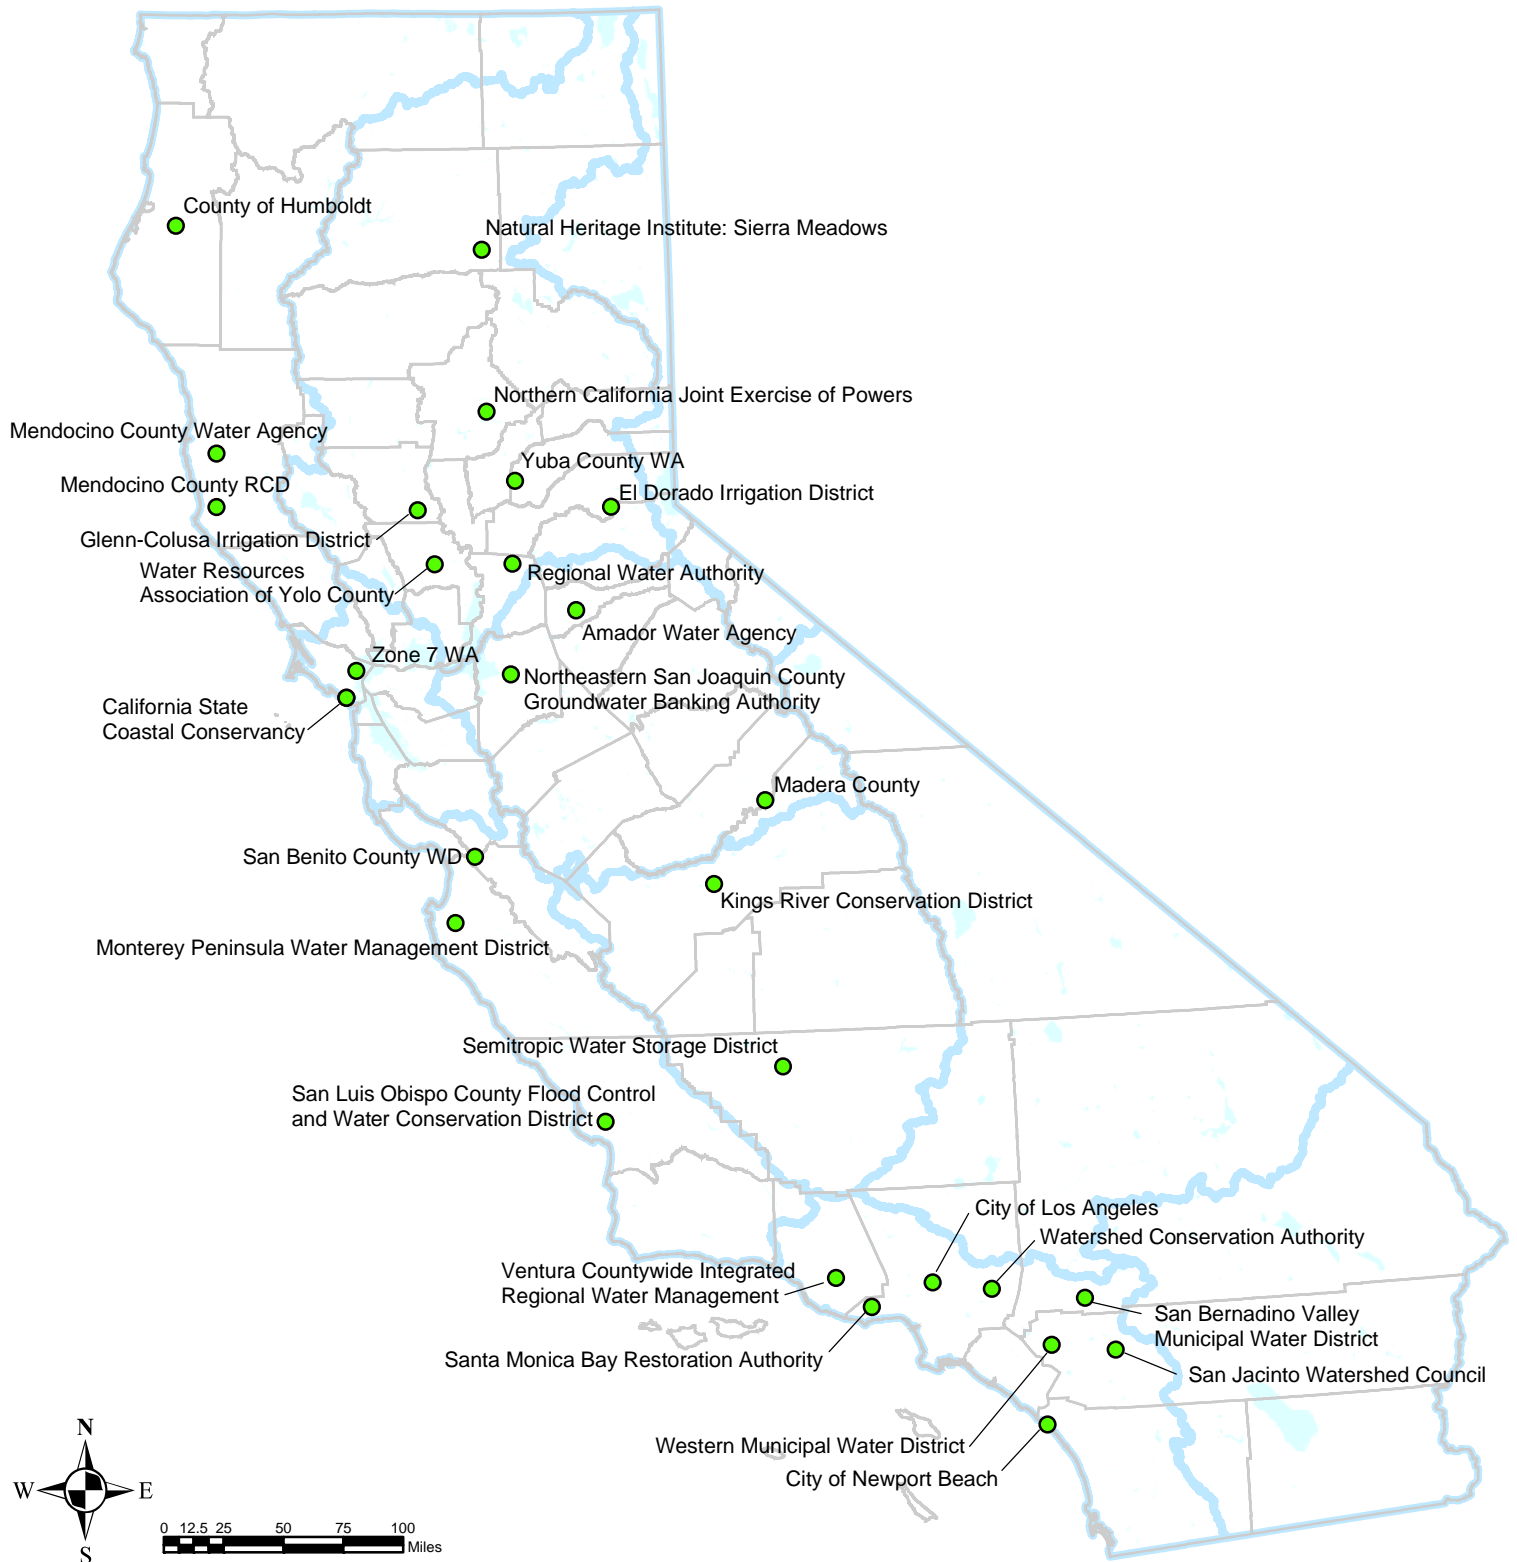 County of Humboldt
Natural Heritage Institute: Sierra Meadows
Northern California Joint Exercise of Powers
Mendocino County Water Agency
Yuba County WA
Mendocino County RCD
El Dorado Irrigation District
Glenn-Colusa Irrigation District
Water Resources
Association of Yolo County
Regional Water Authority
Amador Water Agency
Zone 7 WA
Northeastern San Joaquin County
Groundwater Banking Authority
California State
Coastal Conservancy
Madera County
San Benito County WD
Kings River Conservation District
Monterey Peninsula Water Management District
Semitropic Water Storage District
San Luis Obispo County Flood Control
and Water Conservation District
City of Los Angeles
Watershed Conservation Authority
Ventura Countywide Integrated
Regional Water Management
San Bernadino Valley
Municipal Water District
Santa Monica Bay Restoration Authority
San Jacinto Watershed Council
Western Municipal Water District
City of Newport Beach
N
W E
S
0 12.5 25 50 75 100
Miles